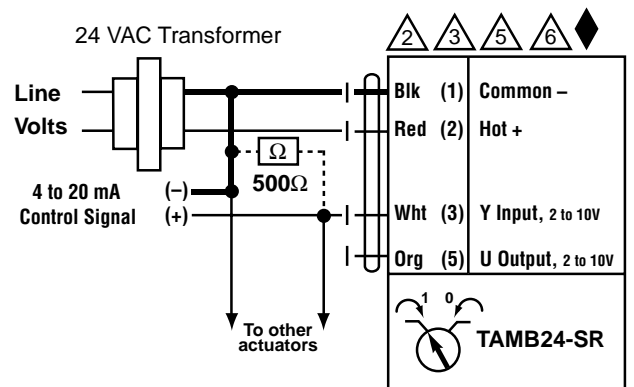 24 VAC Transformer
2 3 5 6
Line
Volts
Blk (1) Common –
Red (2) Hot +
Ω
500Ω
4 to 20 mA (–)
Control Signal (+)
Wht (3) Y Input, 2 to 10V
Org (5) U Output, 2 to 10V
To other
actuators
1 0
TAMB24-SR